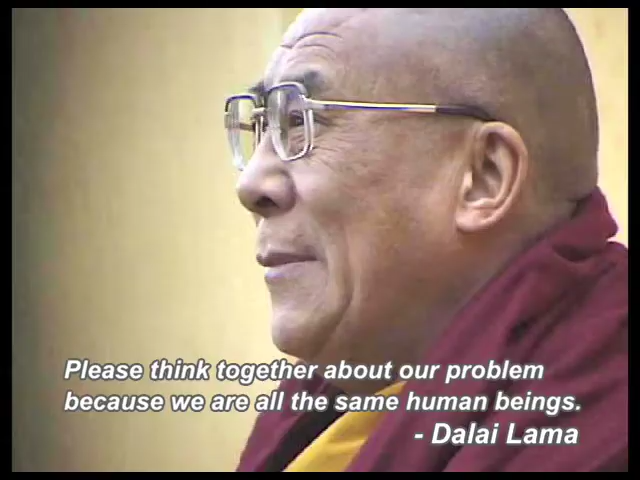 Please think together about our problem
because we are all the same human beings.
- Dalai Lama